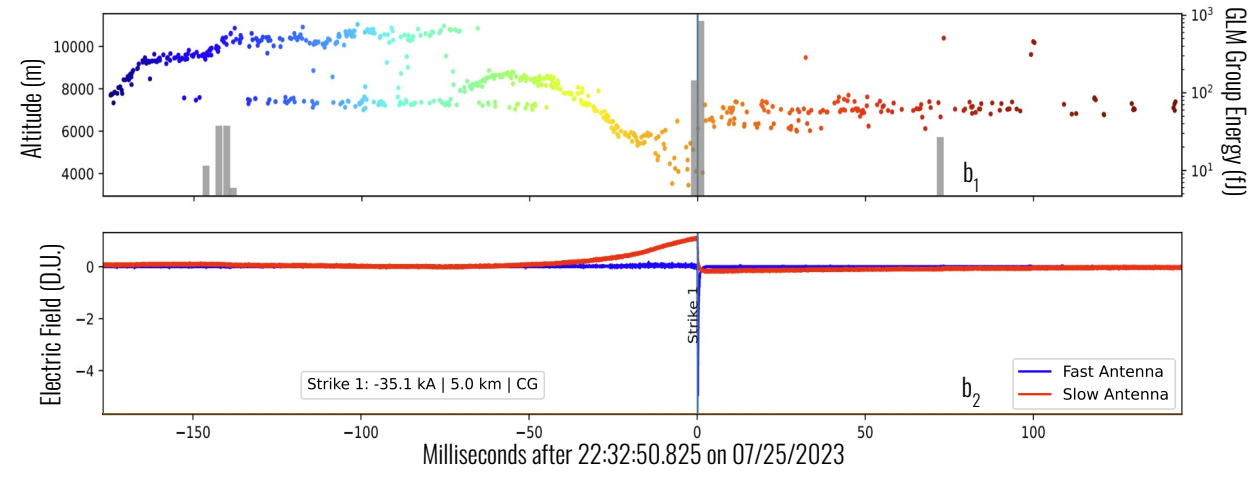 10000
8000
6000
4000
Altitude (m)
10³
10²
10¹
GLM Group Energy (fJ)
b₁
0
−2
−4
Electric Field (D.U.)
Strike 1
Strike 1: -35.1 kA | 5.0 km | CG
b₂
Fast Antenna
Slow Antenna
−150 −100 −50 0 50 100
Milliseconds after 22:32:50.825 on 07/25/2023